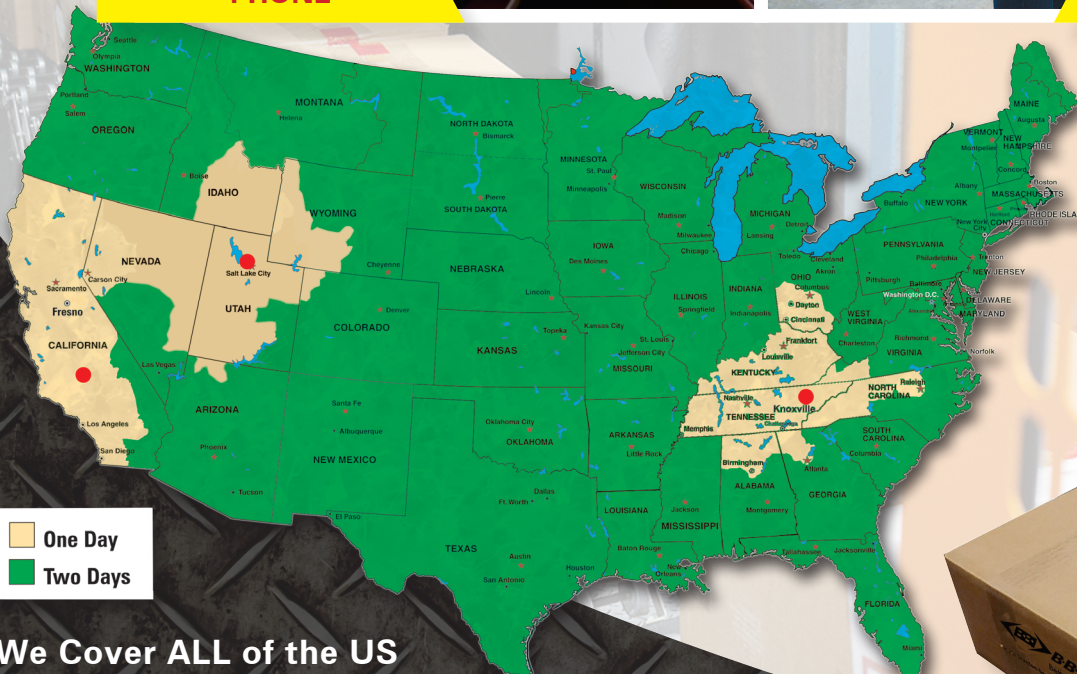 PHONE
Seattle
Olympia
WASHINGTON
Portland
Salem
OREGON
MONTANA
Helena
Boise
IDAHO
WYOMING
Cheyenne
NORTH DAKOTA
Bismarck
Pierre
SOUTH DAKOTA
NEBRASKA
Lincoln
MINNESOTA
St. Paul
Minneapolis
WISCONSIN
Madison
Milwaukee
Chicago
MICHIGAN
Lansing
Detroit
IOWA
Des Moines
ILLINOIS
Springfield
INDIANA
Indianapolis
Toledo
Cleveland
Akron
OHIO
Columbus
Dayton
Cincinnati
MAINE
Augusta
VERMONT
Montpelier
NEW
HAMPSHIRE
Concord
Boston
MASSACHUSETTS
Albany
Buffalo
NEW YORK
Hartford
RHODE ISLA
CONNECTICUT
New York
City
PENNSYLVANIA
Philadelphia
Pittsburgh
Trenton
NEW JERSEY
Baltimore
Washington D.C.
DELAWARE
MARYLAND
WEST
VIRGINIA
Charleston
Richmond
VIRGINIA
Norfolk
NEVADA
Carson City
Sacramento
Fresno
CALIFORNIA
Las Vegas
Los Angeles
San Diego
Salt Lake City
UTAH
COLORADO
Denver
KANSAS
Topeka
Kansas City
St. Louis
Jefferson City
MISSOURI
Frankfort
Louisville
KENTUCKY
Nashville
Knoxville
TENNESSEE
Chattanooga
Memphis
NORTH
CAROLINA
Raleigh
SOUTH
CAROLINA
Columbia
ARIZONA
Phoenix
Tucson
Santa Fe
Albuquerque
NEW MEXICO
El Paso
Oklahoma City
OKLAHOMA
ARKANSAS
Little Rock
Birmingham
ALABAMA
Montgomery
Atlanta
GEORGIA
Dallas
Ft. Worth
TEXAS
Austin
San Antonio
Houston
LOUISIANA
Baton Rouge
New
Orleans
Jackson
MISSISSIPPI
Tallahassee
Jacksonville
FLORIDA
Miami
One Day
Two Days
We Cover ALL of the US